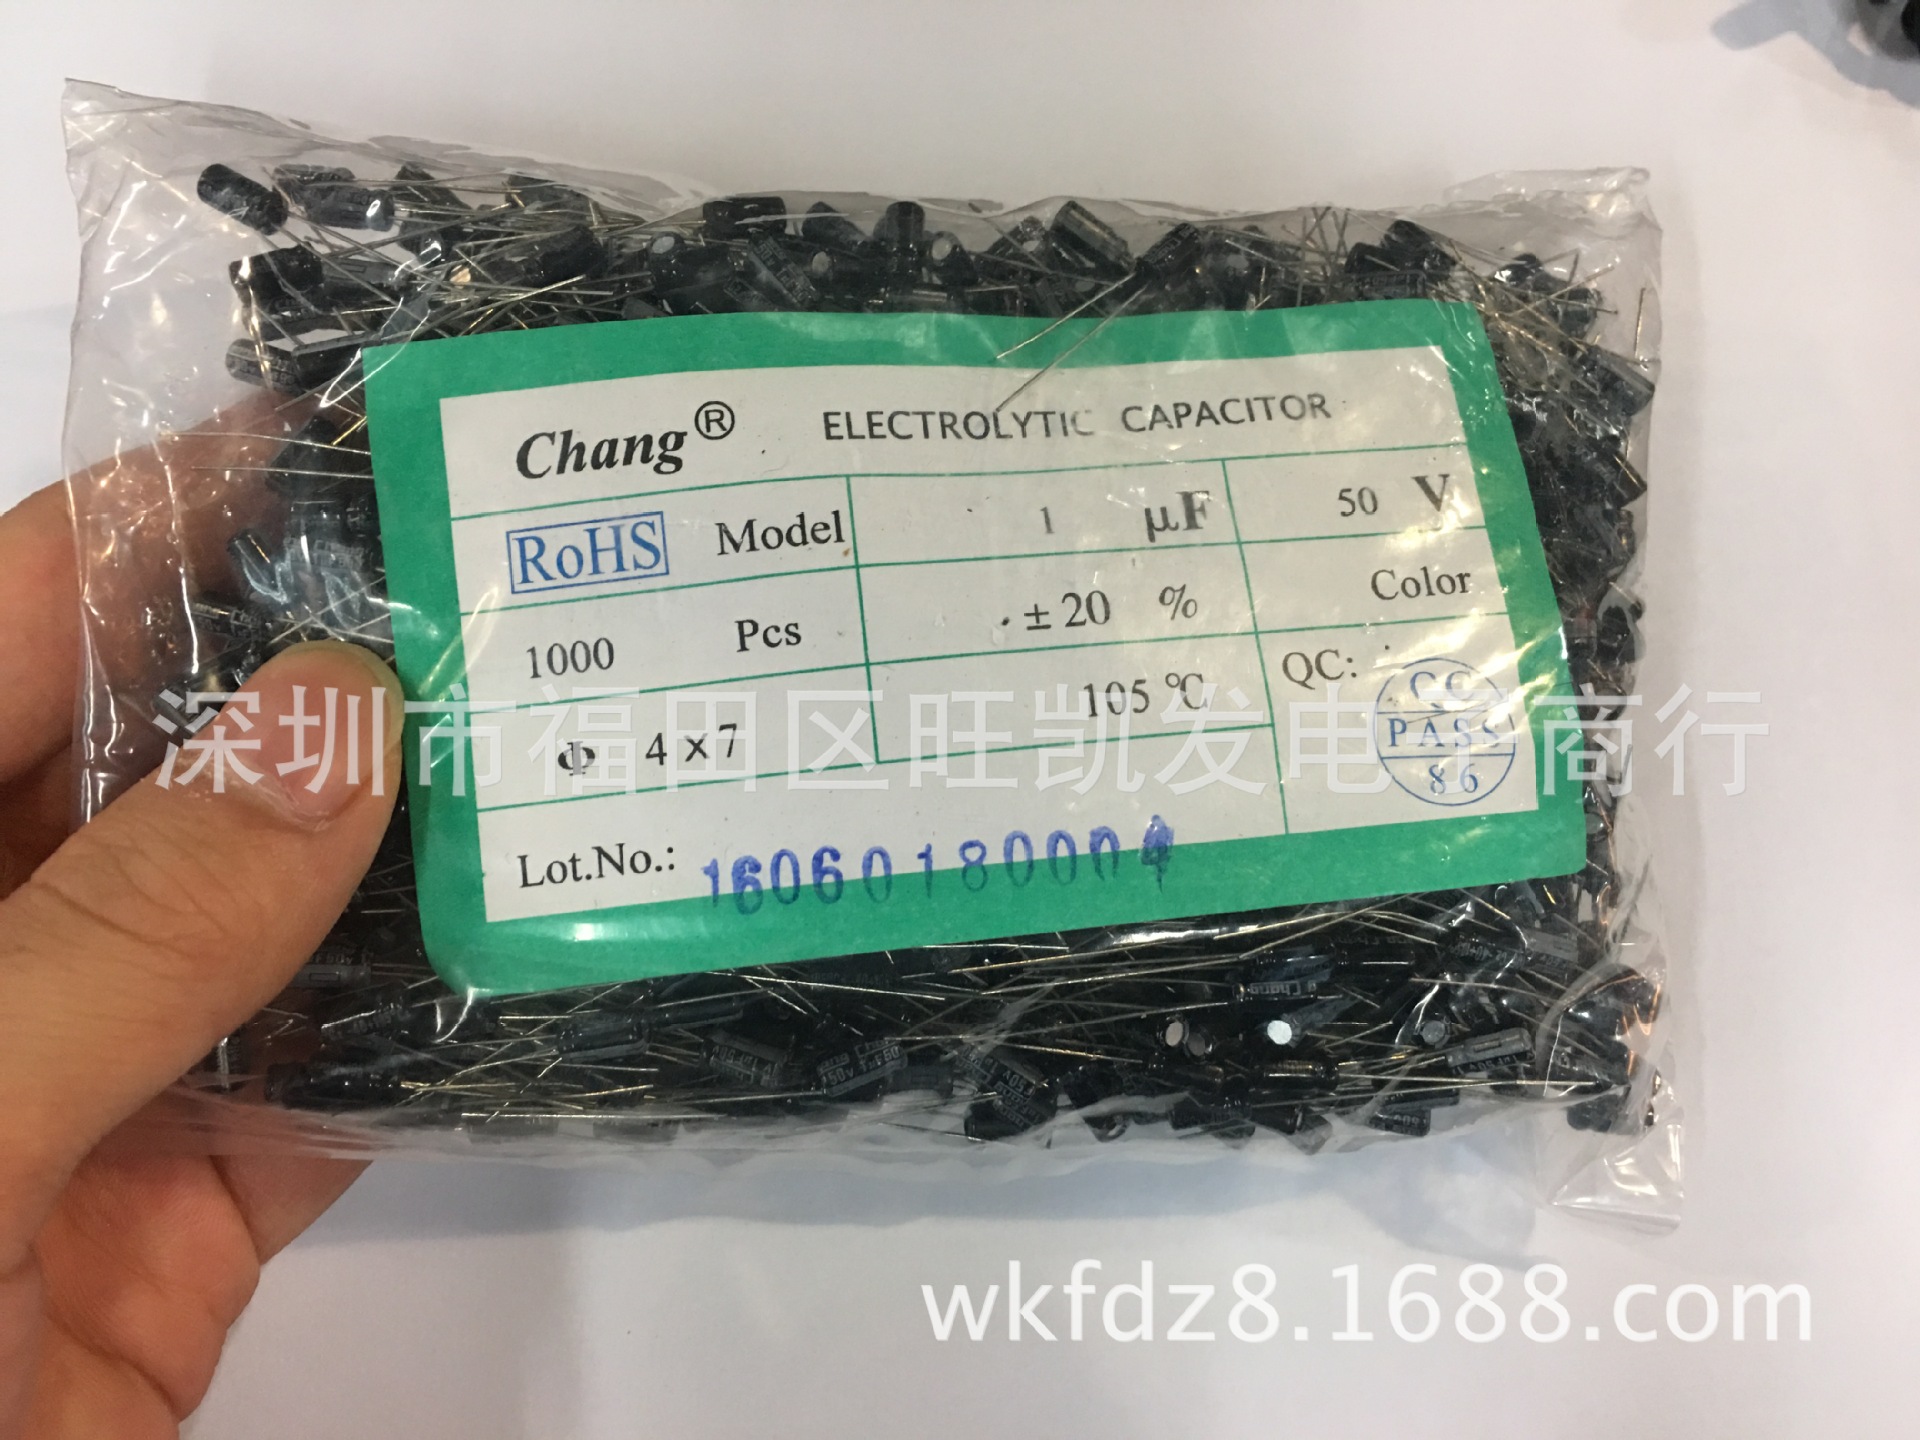 Chang® ELECTROLYTIC CAPACITOR
RoHS Model 1 μF 50 V
1000 Pcs ±20 % Color
Φ 4×7 105 ℃ QC:
QC
PASS
86
Lot.No.:
深圳市福田区旺凯发电子商行
wkfdz8.1688.com